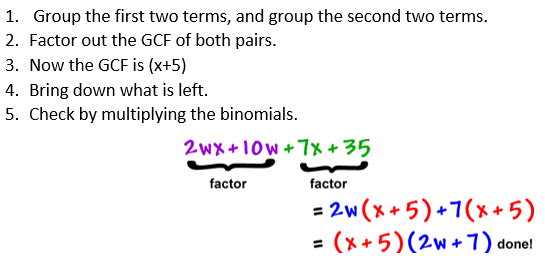 1. Group the first two terms, and group the second two terms.
2. Factor out the GCF of both pairs.
3. Now the GCF is (x+5)
4. Bring down what is left.
5. Check by multiplying the binomials.
2wx+10w+7x+35
factor factor
= 2w(x+5)+7(x+5)
= (x+5)(2w+7) done!